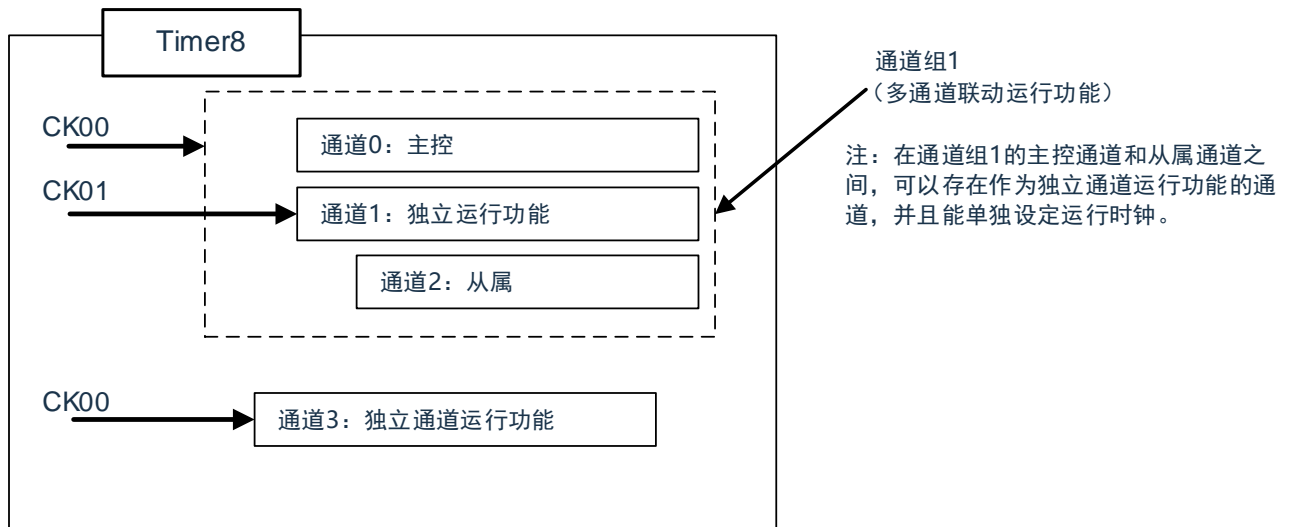 Timer8
通道组1
（多通道联动运行功能）
CK00
通道0：主控
注：在通道组1的主控通道和从属通道之
间，可以存在作为独立通道运行功能的通
道，并且能单独设定运行时钟。
CK01
通道1：独立运行功能
通道2：从属
CK00
通道3：独立通道运行功能